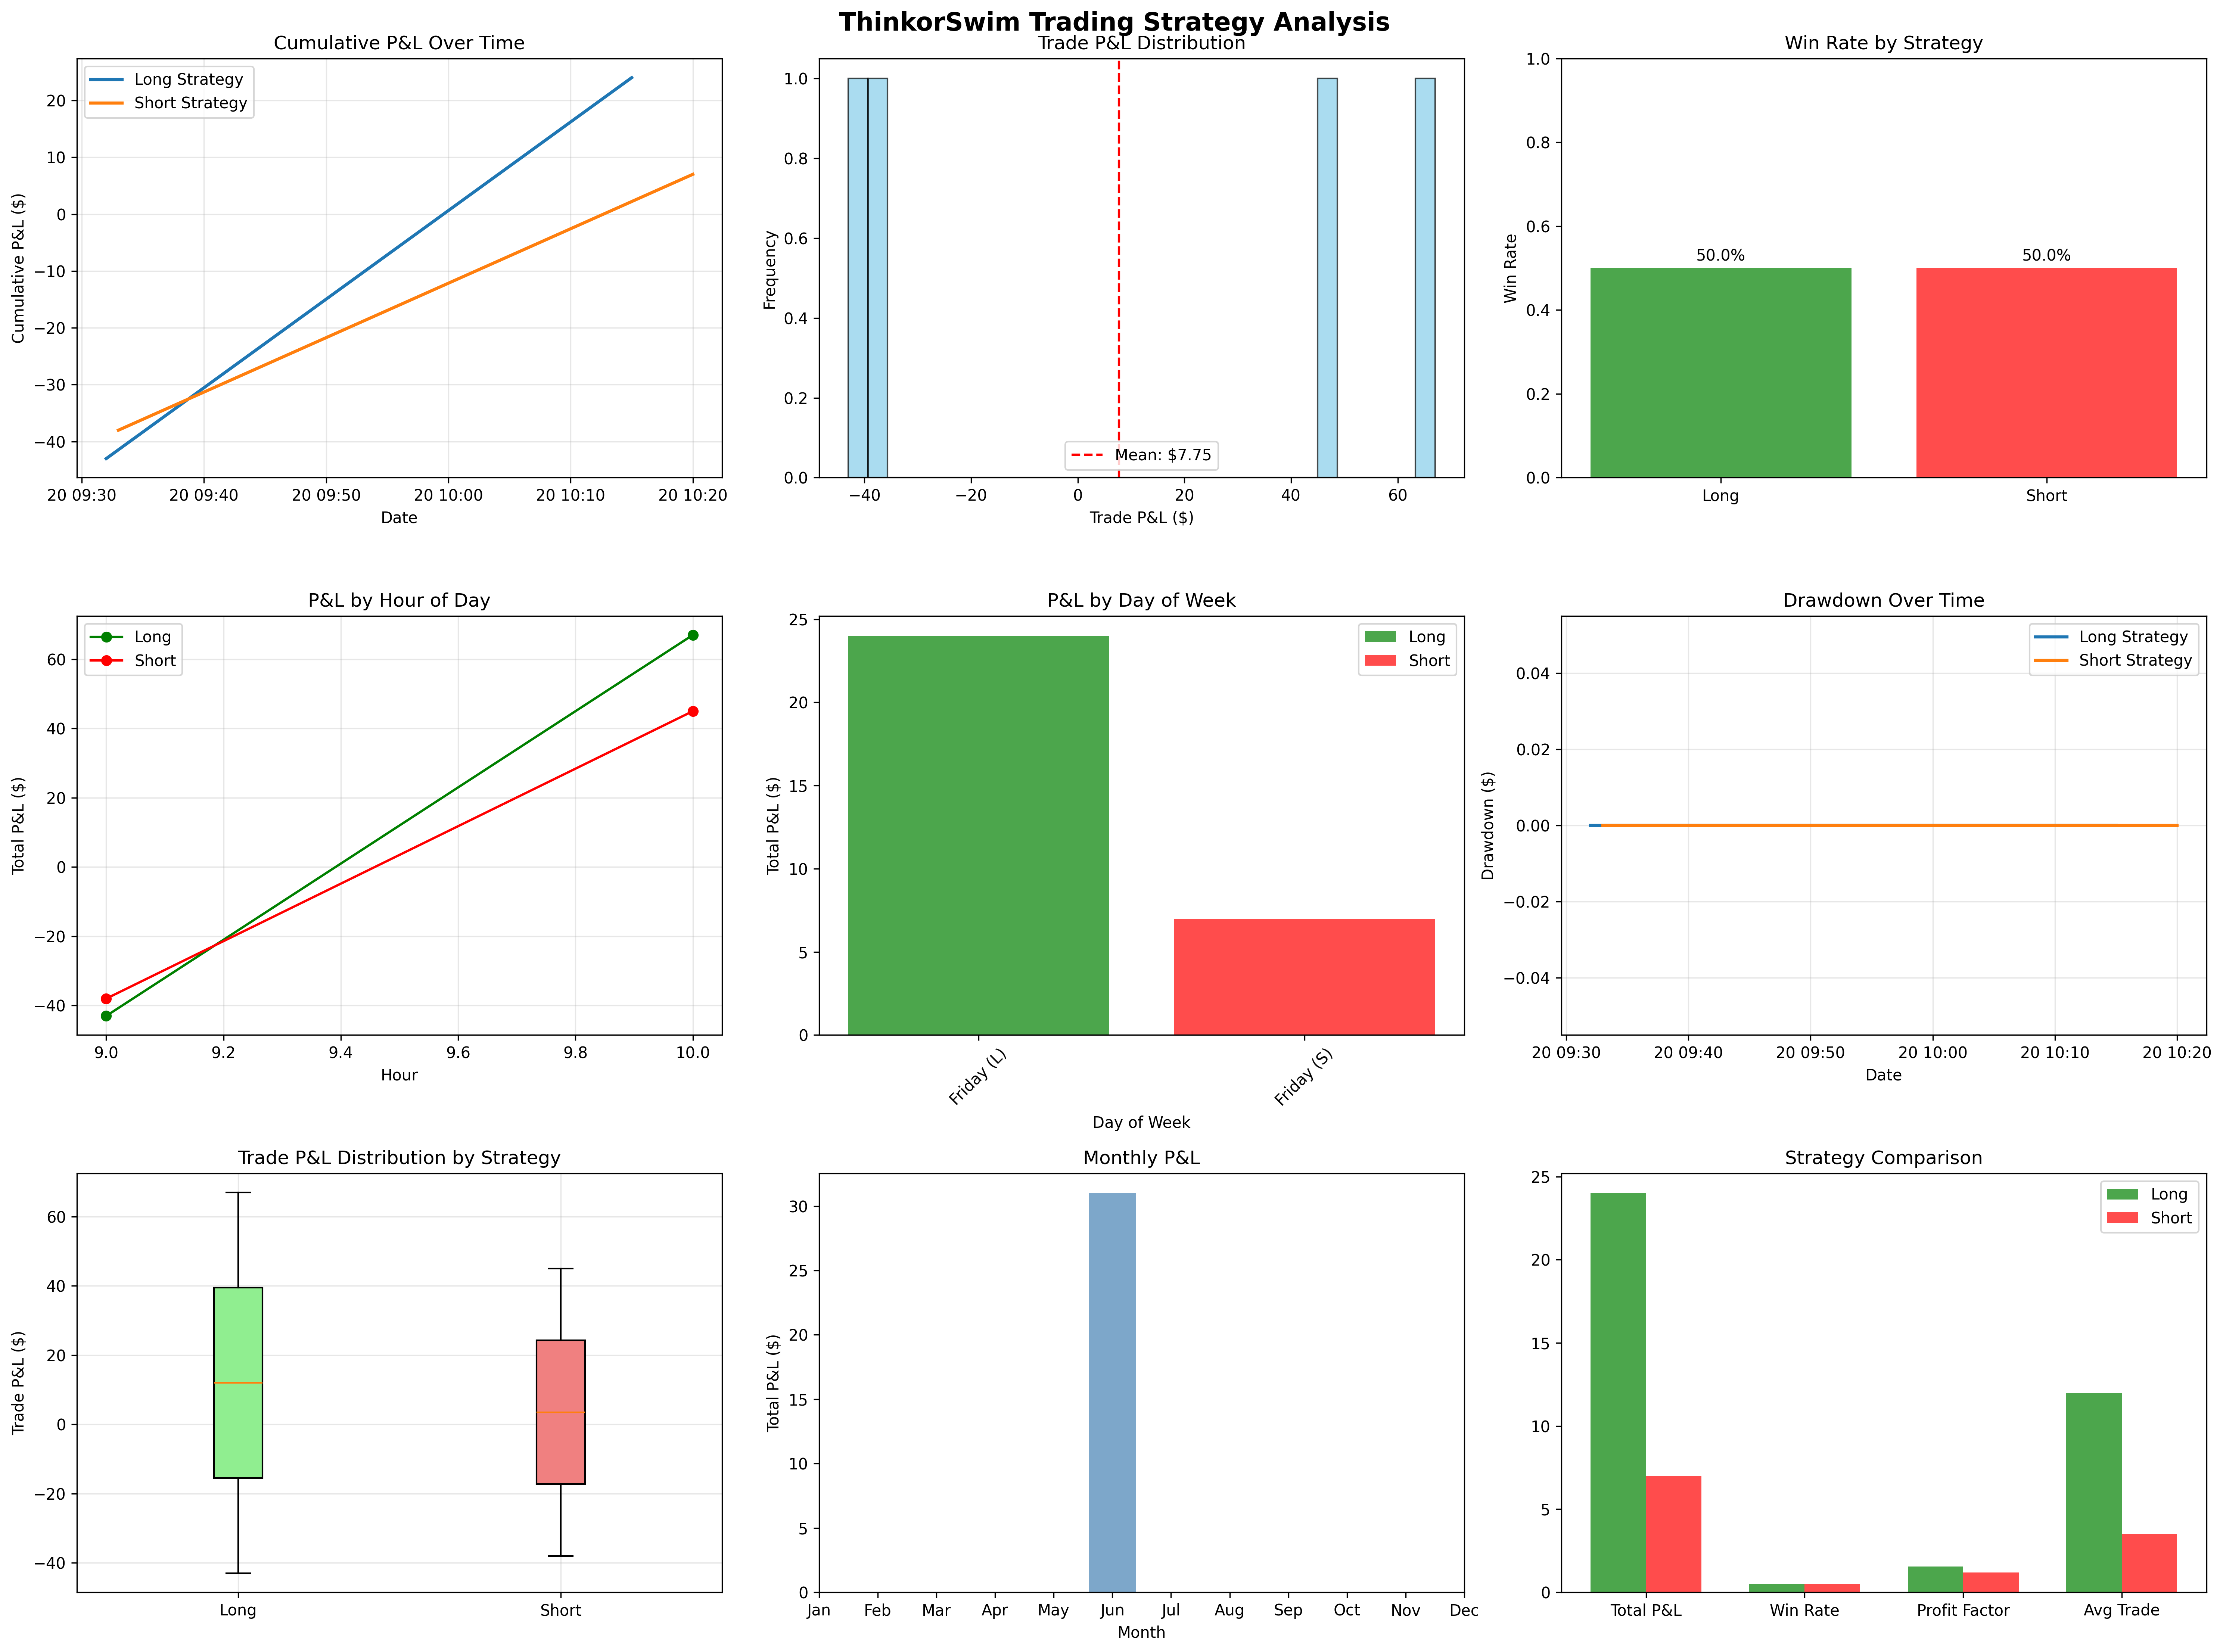 ThinkorSwim Trading Strategy Analysis
Cumulative P&L Over Time
Long Strategy
Short Strategy
Cumulative P&L ($)
20
10
0
−10
−20
−30
−40
20 09:30 20 09:40 20 09:50 20 10:00 20 10:10 20 10:20
Date
Trade P&L Distribution
Frequency
1.0
0.8
0.6
0.4
0.2
0.0
Mean: $7.75
−40 −20 0 20 40 60
Trade P&L ($)
Win Rate by Strategy
Win Rate
1.0
0.8
0.6
0.4
0.2
0.0
50.0% 50.0%
Long Short
P&L by Hour of Day
Long
Short
Total P&L ($)
60
40
20
0
−20
−40
9.0 9.2 9.4 9.6 9.8 10.0
Hour
P&L by Day of Week
Long
Short
Total P&L ($)
25
20
15
10
5
0
Friday (L) Friday (S)
Day of Week
Drawdown Over Time
Long Strategy
Short Strategy
Drawdown ($)
0.04
0.02
0.00
−0.02
−0.04
20 09:30 20 09:40 20 09:50 20 10:00 20 10:10 20 10:20
Date
Trade P&L Distribution by Strategy
Trade P&L ($)
60
40
20
0
−20
−40
Long Short
Monthly P&L
Total P&L ($)
30
25
20
15
10
5
0
Jan Feb Mar Apr May Jun Jul Aug Sep Oct Nov Dec
Month
Strategy Comparison
Long
Short
25
20
15
10
5
0
Total P&L Win Rate Profit Factor Avg Trade